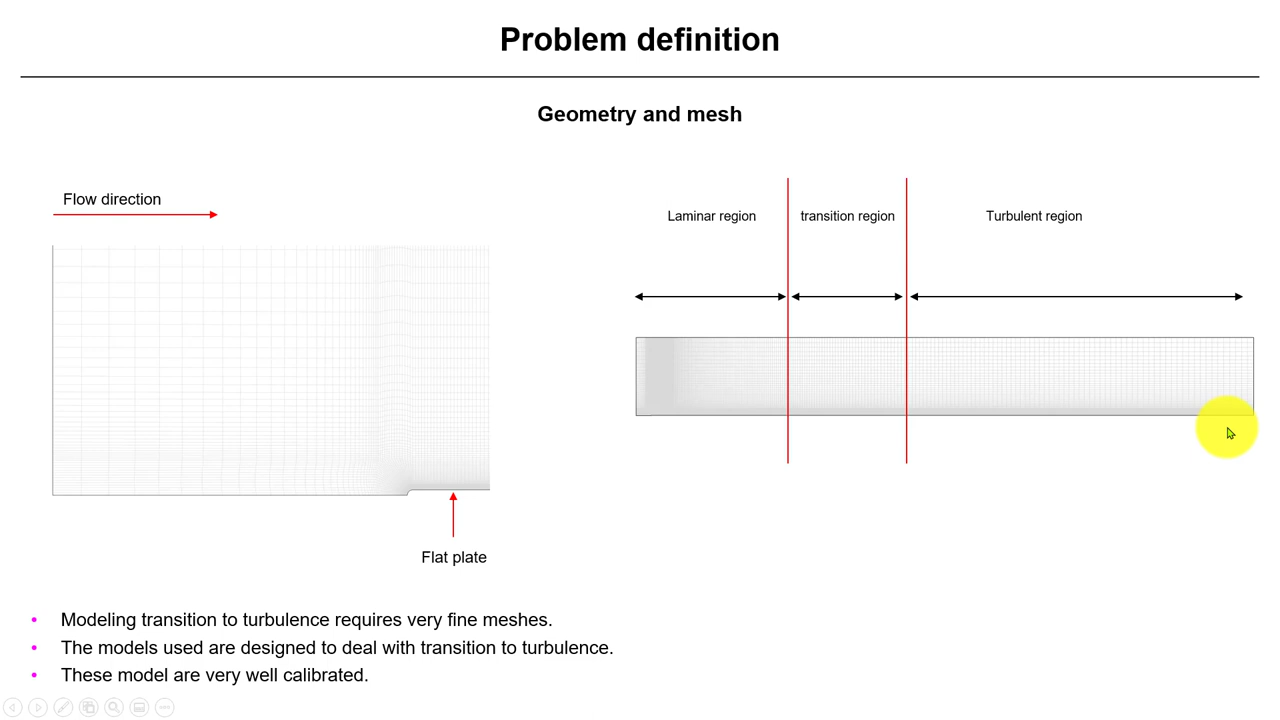 Problem definition
Geometry and mesh
Flow direction
Laminar region
transition region
Turbulent region
Flat plate
• Modeling transition to turbulence requires very fine meshes.
• The models used are designed to deal with transition to turbulence.
• These model are very well calibrated.